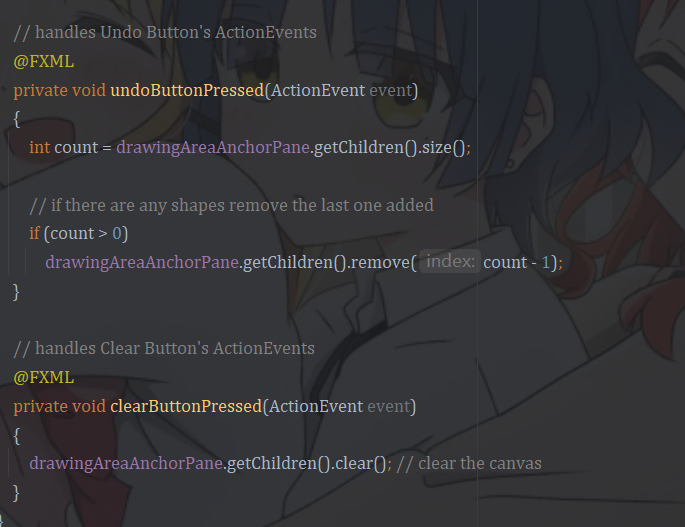 // handles Undo Button's ActionEvents
@FXML
private void undoButtonPressed(ActionEvent event)
{
int count = drawingAreaAnchorPane.getChildren().size();
// if there are any shapes remove the last one added
if (count > 0)
drawingAreaAnchorPane.getChildren().remove( index: count - 1);
}
// handles Clear Button's ActionEvents
@FXML
private void clearButtonPressed(ActionEvent event)
{
drawingAreaAnchorPane.getChildren().clear(); // clear the canvas
}
}